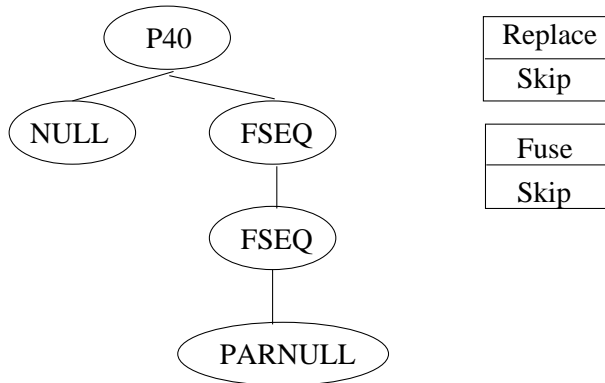 P40
Replace
Skip
NULL
FSEQ
Fuse
Skip
FSEQ
PARNULL